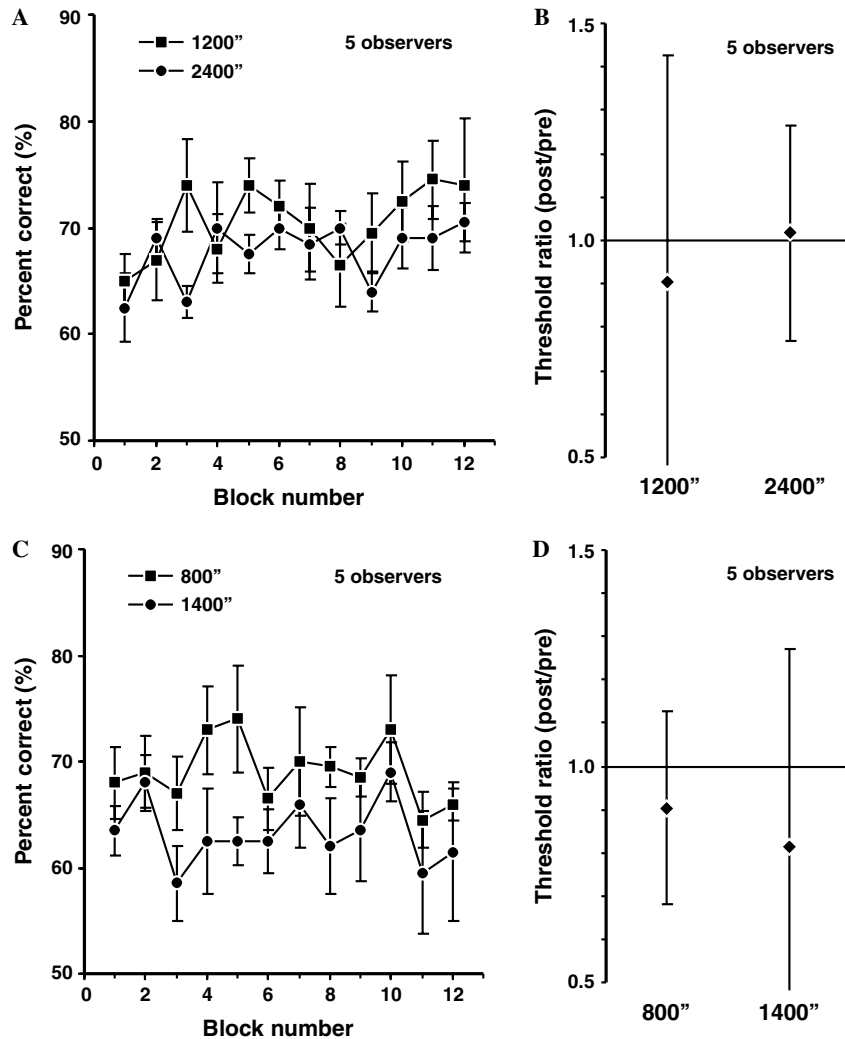 A
90
80
70
60
50
Percent correct (%)
1200”
2400”
5 observers
0 2 4 6 8 10 12
Block number
B
1.5
1.0
0.5
Threshold ratio (post/pre)
5 observers
1200” 2400”
C
90
80
70
60
50
Percent correct (%)
800”
1400”
5 observers
0 2 4 6 8 10 12
Block number
D
1.5
1.0
0.5
Threshold ratio (post/pre)
5 observers
800” 1400”